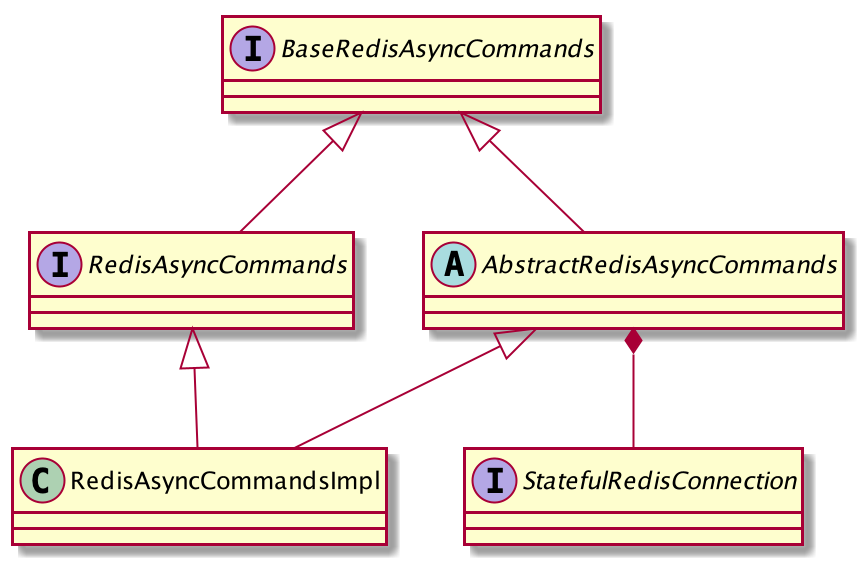 I BaseRedisAsyncCommands
I RedisAsyncCommands
A AbstractRedisAsyncCommands
C RedisAsyncCommandsImpl
I StatefulRedisConnection